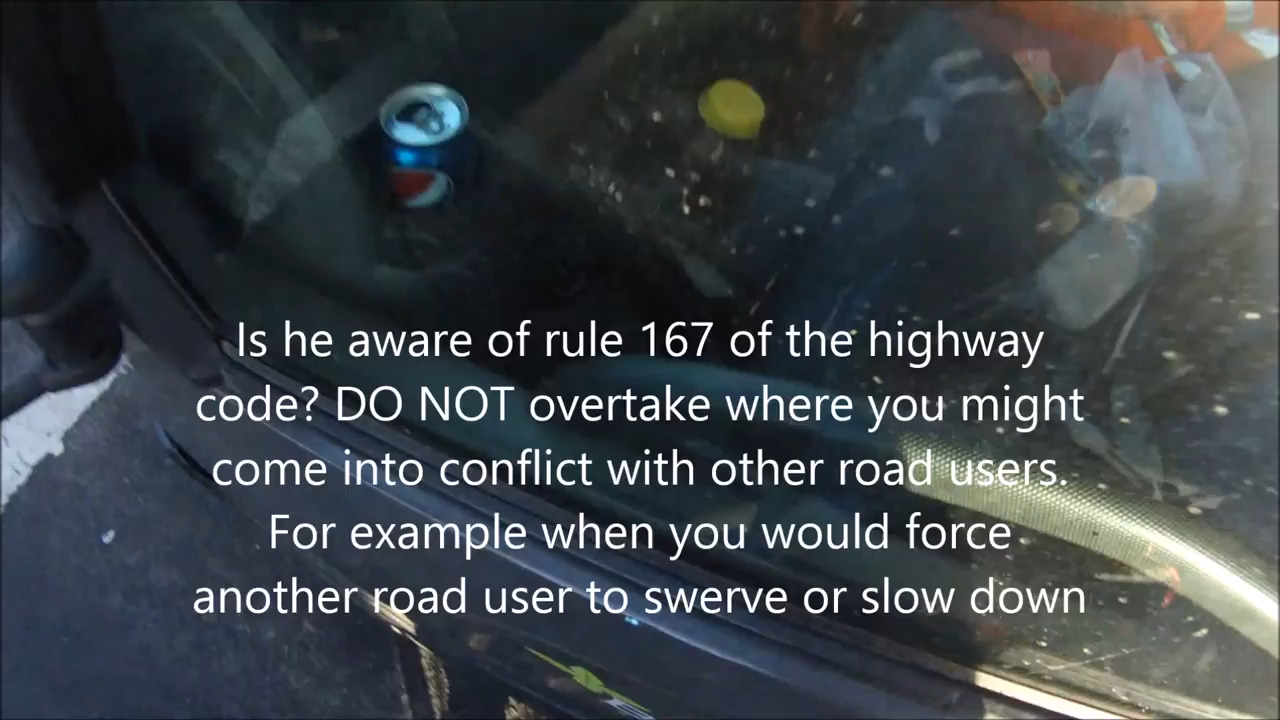 Is he aware of rule 167 of the highway
code? DO NOT overtake where you might
come into conflict with other road users.
For example when you would force
another road user to swerve or slow down